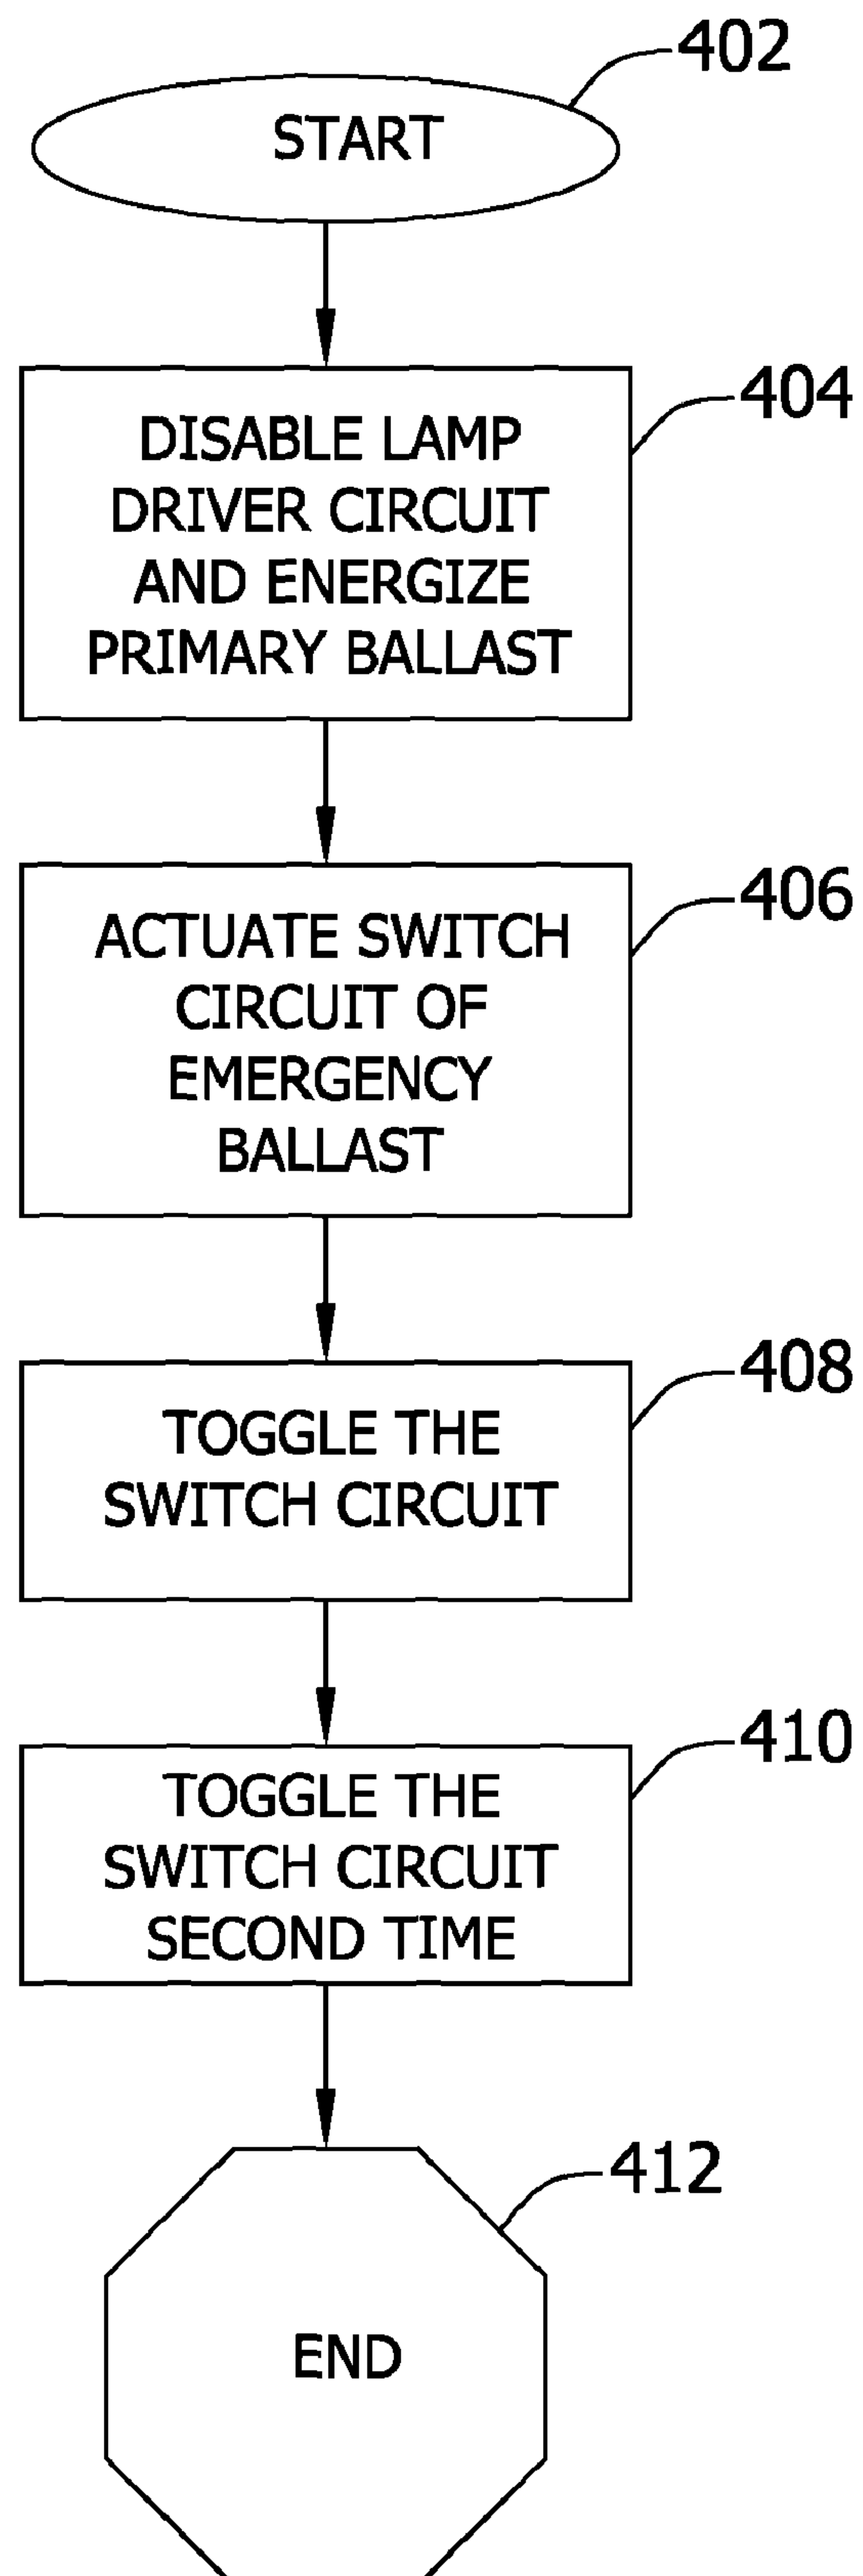 402
START
404
DISABLE LAMP
DRIVER CIRCUIT
AND ENERGIZE
PRIMARY BALLAST
406
ACTUATE SWITCH
CIRCUIT OF
EMERGENCY
BALLAST
408
TOGGLE THE
SWITCH CIRCUIT
410
TOGGLE THE
SWITCH CIRCUIT
SECOND TIME
412
END